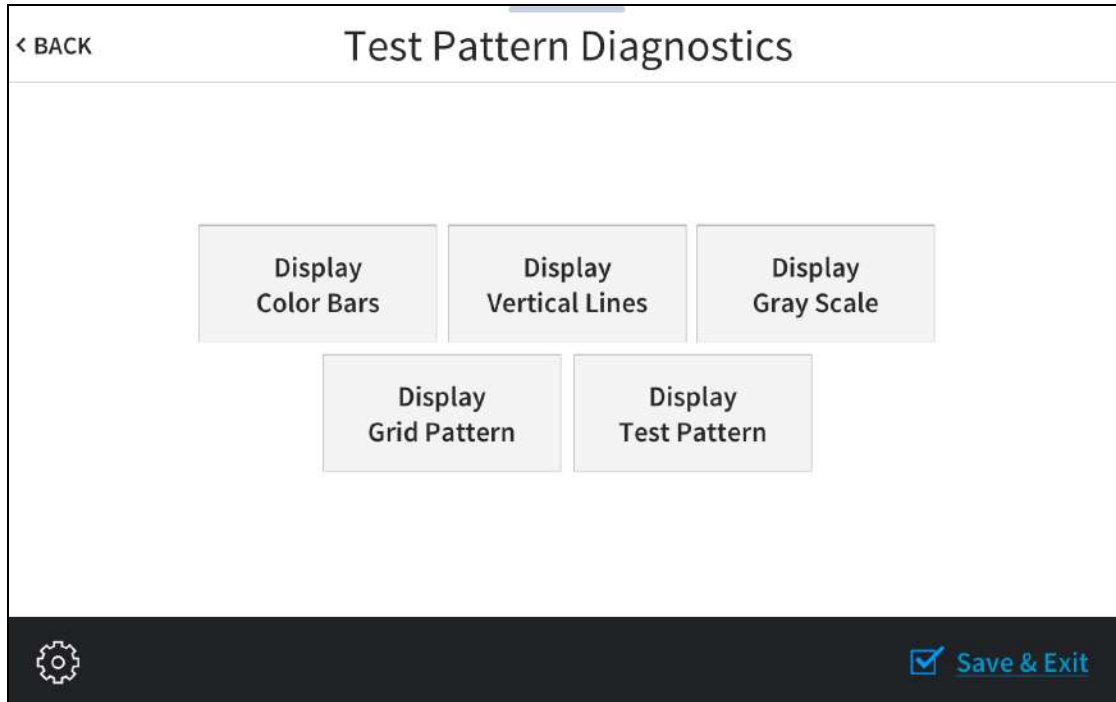 < BACK
Test Pattern Diagnostics
Display
Color Bars
Display
Vertical Lines
Display
Gray Scale
Display
Grid Pattern
Display
Test Pattern
Save & Exit